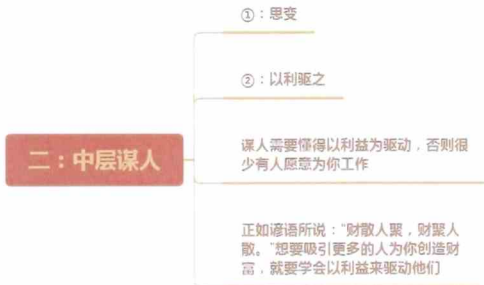 二：中层谋人
①：思变
②：以利驱之
谋人需要懂得以利益为驱动，否则很
少有人愿意为你工作
正如谚语所说："财散人聚，财聚人
散。"想要吸引更多的人为你创造财
富，就要学会以利益来驱动他们